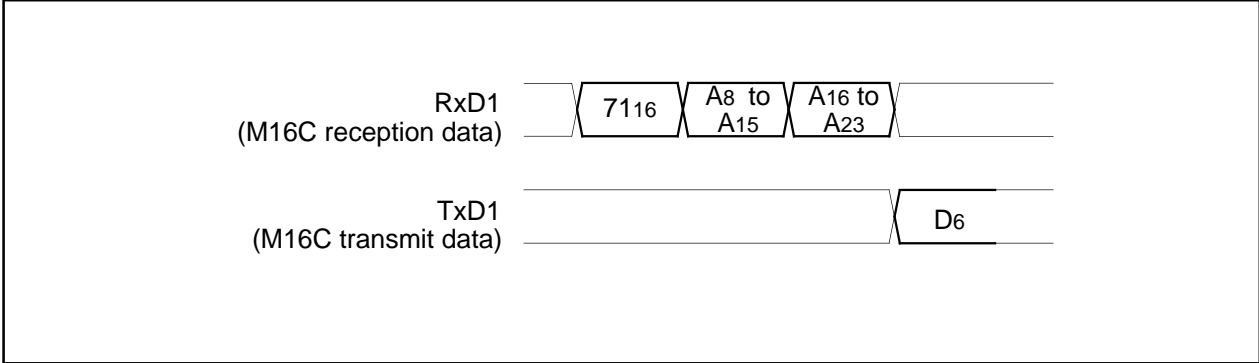 RxD1
(M16C reception data)
7116
A8 to
A15
A16 to
A23
TxD1
(M16C transmit data)
D6